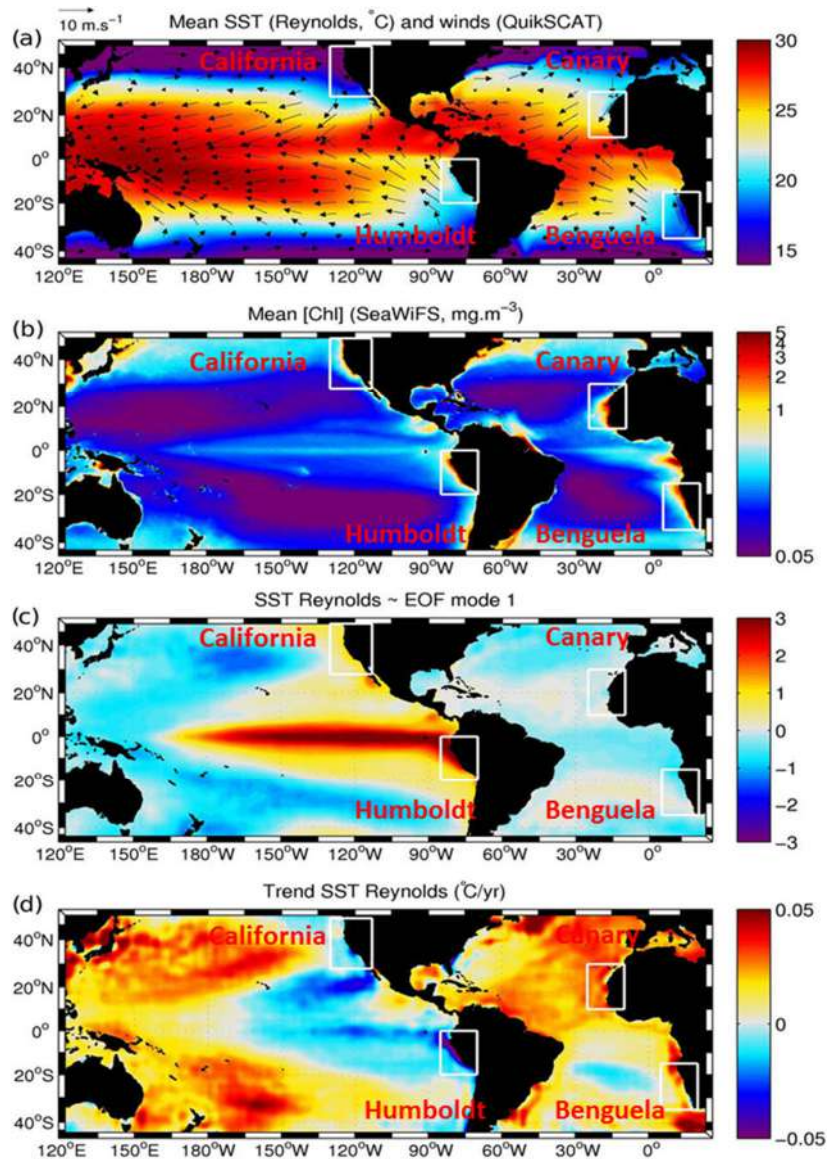 10 m.s⁻¹
Mean SST (Reynolds, °C) and winds (QuikSCAT)
(a)
California
Canary
Humboldt
Benguela
40°N
20°N
0°
20°S
40°S
120°E 150°E 180°W 150°W 120°W 90°W 60°W 30°W 0°
30
25
20
15
Mean [Chl] (SeaWiFS, mg.m⁻³)
(b)
California
Canary
Humboldt
Benguela
40°N
20°N
0°
20°S
40°S
120°E 150°E 180°W 150°W 120°W 90°W 60°W 30°W 0°
5
4
3
2
1
0.05
SST Reynolds ~ EOF mode 1
(c)
California
Canary
Humboldt
Benguela
40°N
20°N
0°
20°S
40°S
120°E 150°E 180°W 150°W 120°W 90°W 60°W 30°W 0°
3
2
1
0
-1
-2
-3
Trend SST Reynolds (°C/yr)
(d)
California
Canary
Humboldt
Benguela
40°N
20°N
0°
20°S
40°S
120°E 150°E 180°W 150°W 120°W 90°W 60°W 30°W 0°
0.05
0
-0.05